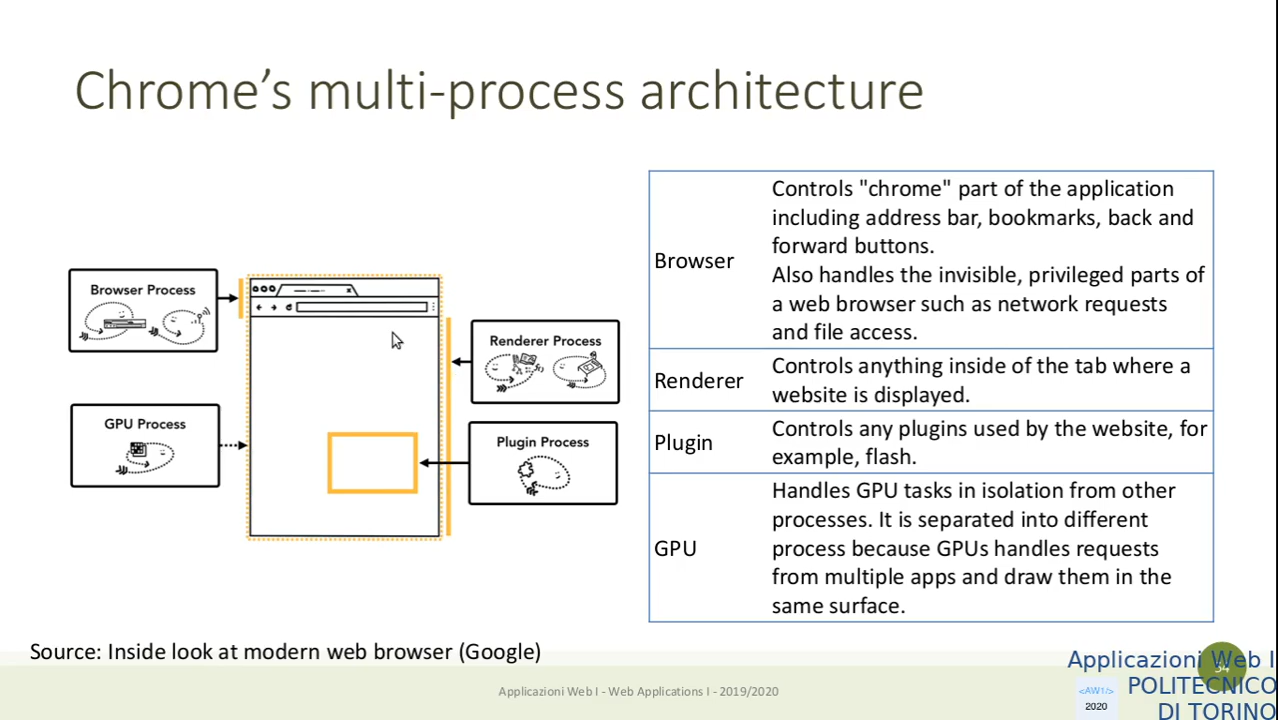 Chrome's multi-process architecture
Browser Process
Renderer Process
GPU Process
Plugin Process
Browser
Controls "chrome" part of the application
including address bar, bookmarks, back and
forward buttons.
Also handles the invisible, privileged parts of
a web browser such as network requests
and file access.
Renderer
Controls anything inside of the tab where a
website is displayed.
Plugin
Controls any plugins used by the website, for
example, flash.
GPU
Handles GPU tasks in isolation from other
processes. It is separated into different
process because GPUs handles requests
from multiple apps and draw them in the
same surface.
Source: Inside look at modern web browser (Google)
Applicazioni Web I - Web Applications I - 2019/2020
Applicazioni Web I
POLITECNICO
DI TORINO
<AW1/>
2020